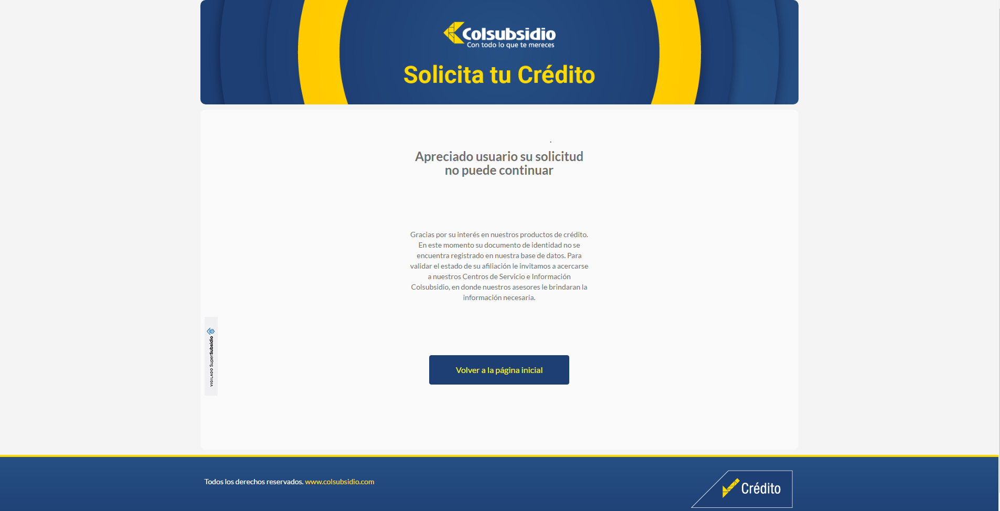 Colsubsidio
Con todo lo que te mereces
Solicita tu Crédito
Apreciado usuario su solicitud
no puede continuar
Gracias por su interés en nuestros productos de crédito.
En este momento su documento de identidad no se
encuentra registrado en nuestra base de datos. Para
validar el estado de su afiliación le invitamos a acercarse
a nuestros Centros de Servicio e Información
Colsubsidio, en donde nuestros asesores le brindaran la
información necesaria.
VIGILADO SuperSubsidio
Volver a la página inicial
Todos los derechos reservados. www.colsubsidio.com
Crédito